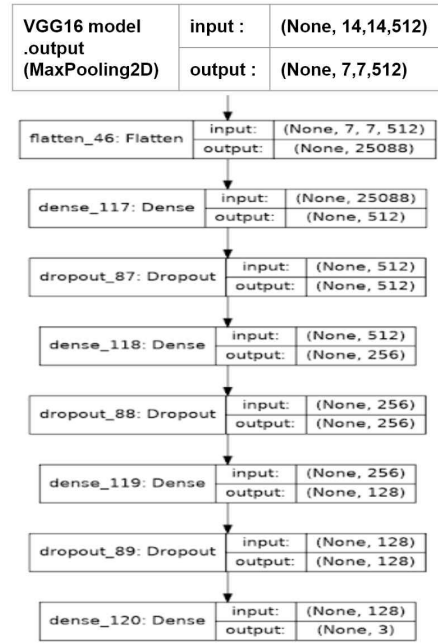 VGG16 model .output (MaxPooling2D)
input : (None, 14,14,512)
output : (None, 7,7,512)
flatten_46: Flatten
input: (None, 7, 7, 512)
output: (None, 25088)
dense_117: Dense
input: (None, 25088)
output: (None, 512)
dropout_87: Dropout
input: (None, 512)
output: (None, 512)
dense_118: Dense
input: (None, 512)
output: (None, 256)
dropout_88: Dropout
input: (None, 256)
output: (None, 256)
dense_119: Dense
input: (None, 256)
output: (None, 128)
dropout_89: Dropout
input: (None, 128)
output: (None, 128)
dense_120: Dense
input: (None, 128)
output: (None, 3)